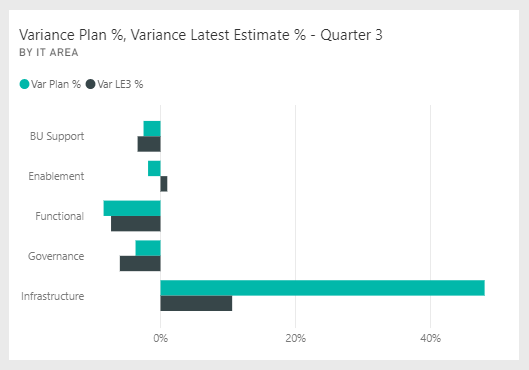 Variance Plan %, Variance Latest Estimate % - Quarter 3
BY IT AREA
Var Plan % Var LE3 %
BU Support
Enablement
Functional
Governance
Infrastructure
0% 20% 40%